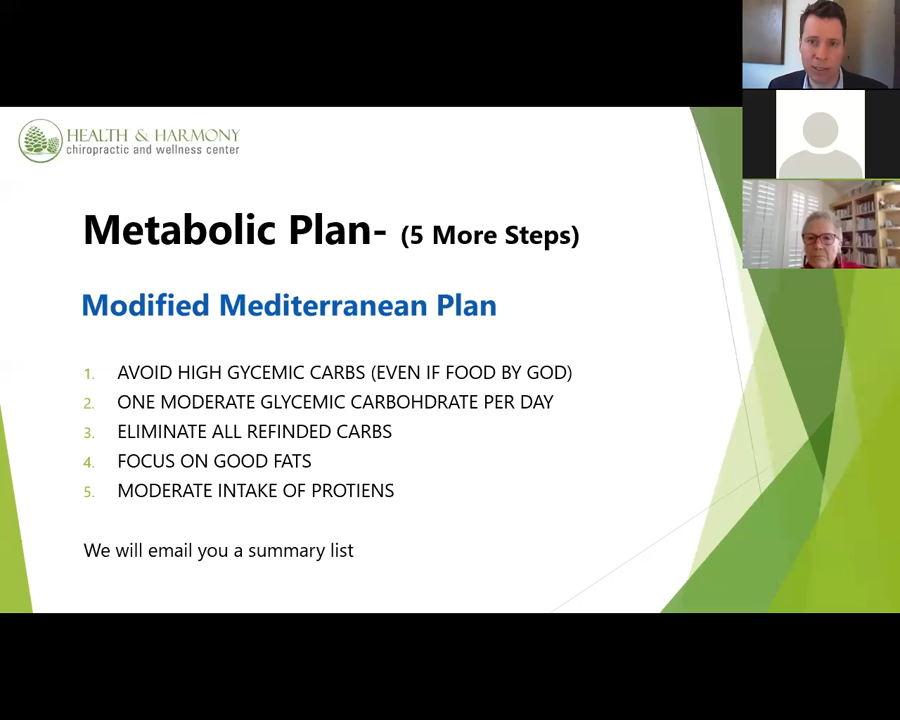 HEALTH & HARMONY
chiropractic and wellness center
Metabolic Plan- (5 More Steps)
Modified Mediterranean Plan
1. AVOID HIGH GYCEMIC CARBS (EVEN IF FOOD BY GOD)
2. ONE MODERATE GLYCEMIC CARBOHDRATE PER DAY
3. ELIMINATE ALL REFINDED CARBS
4. FOCUS ON GOOD FATS
5. MODERATE INTAKE OF PROTIENS
We will email you a summary list